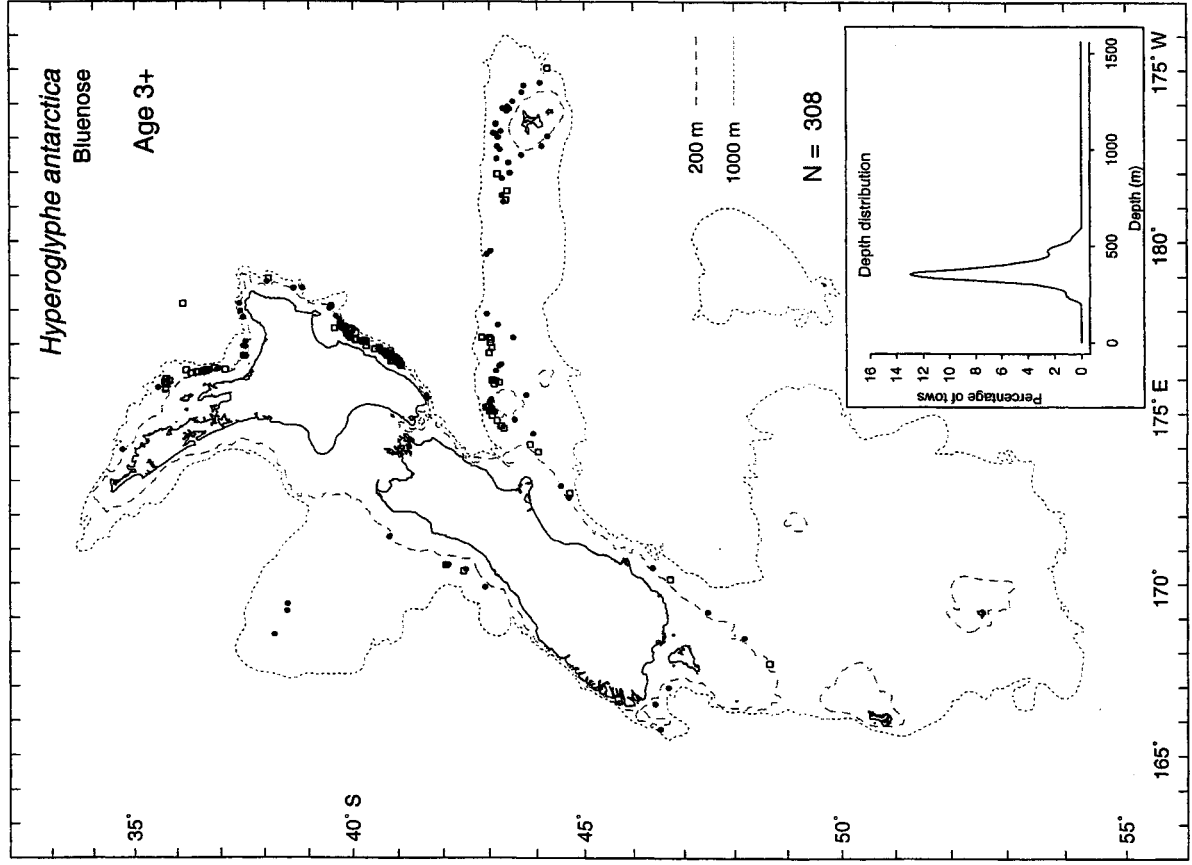 Hyperoglyphe antarctica
Bluenose
Age 3+
35°
40° S
45°
50°
55°
165°
170°
175° E
180°
175° W
200 m
1000 m
N = 308
Depth distribution
Percentage of tows
16
14
12
10
8
6
4
2
0
0
500
1000
1500
Depth (m)